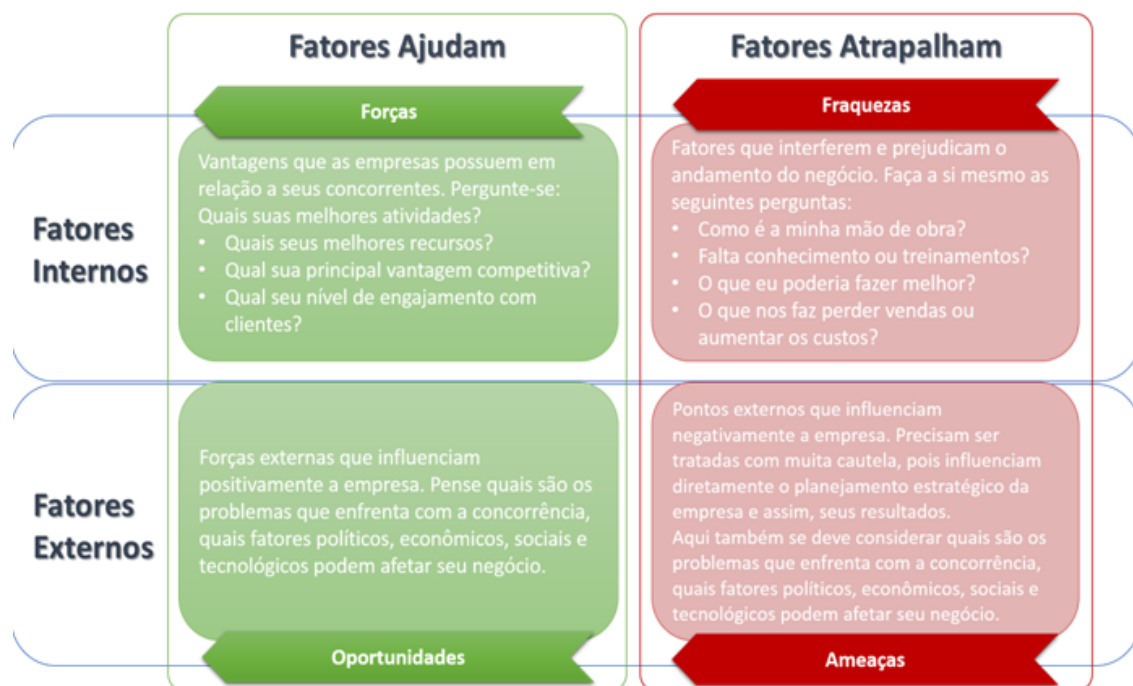 Fatores Ajudam
Fatores Atrapalham
Forças
Fraquezas
Fatores
Internos
Vantagens que as empresas possuem em
relação a seus concorrentes. Pergunte-se:
Quais suas melhores atividades?
• Quais seus melhores recursos?
• Qual sua principal vantagem competitiva?
• Qual seu nível de engajamento com
clientes?
Fatores que interferem e prejudicam o
andamento do negócio. Faça a si mesmo as
seguintes perguntas:
• Como é a minha mão de obra?
• Falta conhecimento ou treinamentos?
• O que eu poderia fazer melhor?
• O que nos faz perder vendas ou
aumentar os custos?
Fatores
Externos
Forças externas que influenciam
positivamente a empresa. Pense quais são os
problemas que enfrenta com a concorrência,
quais fatores políticos, econômicos, sociais e
tecnológicos podem afetar seu negócio.
Pontos externos que influenciam
negativamente a empresa. Precisam ser
tratadas com muita cautela, pois influenciam
diretamente o planejamento estratégico da
empresa e assim, seus resultados.
Aqui também se deve considerar quais são os
problemas que enfrenta com a concorrência,
quais fatores políticos, econômicos, sociais e
tecnológicos podem afetar seu negócio.
Oportunidades
Ameaças